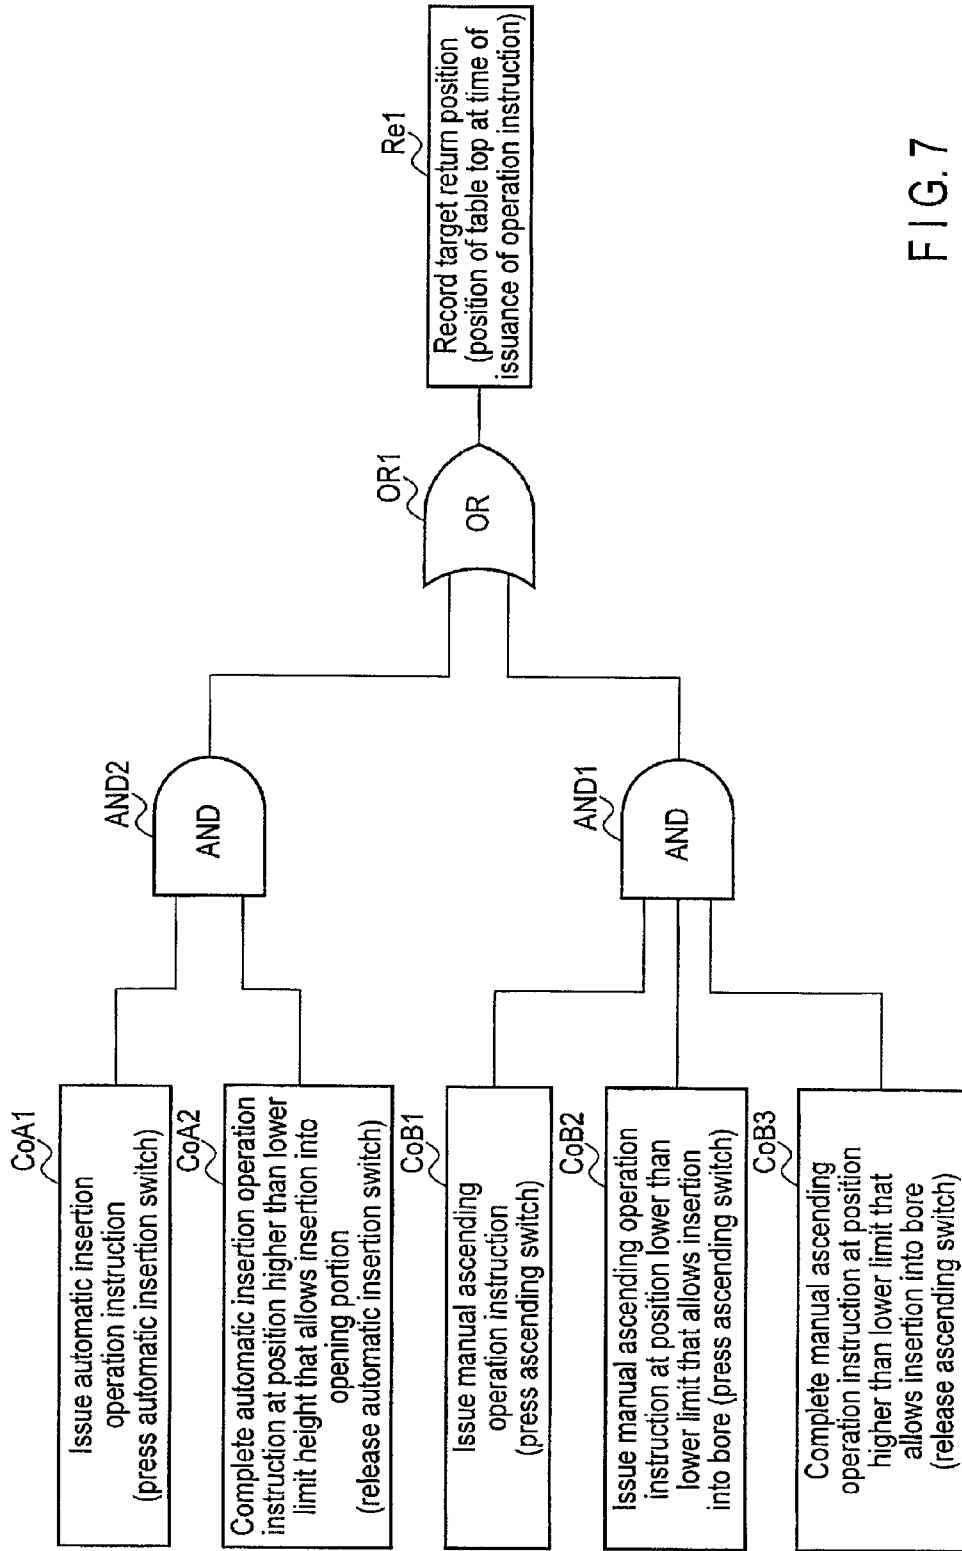 CoA1
Issue automatic insertion
operation instruction
(press automatic insertion switch)
CoA2
Complete automatic insertion operation
instruction at position higher than lower
limit height that allows insertion into
opening portion
(release automatic insertion switch)
CoB1
Issue manual ascending
operation instruction
(press ascending switch)
CoB2
Issue manual ascending operation
instruction at position lower than
lower limit that allows insertion
into bore (press ascending switch)
CoB3
Complete manual ascending
operation instruction at position
higher than lower limit that
allows insertion into bore
(release ascending switch)
AND2
AND
AND1
AND
OR1
OR
Re1
Record target return position
(position of table top at time of
issuance of operation instruction)
FIG. 7